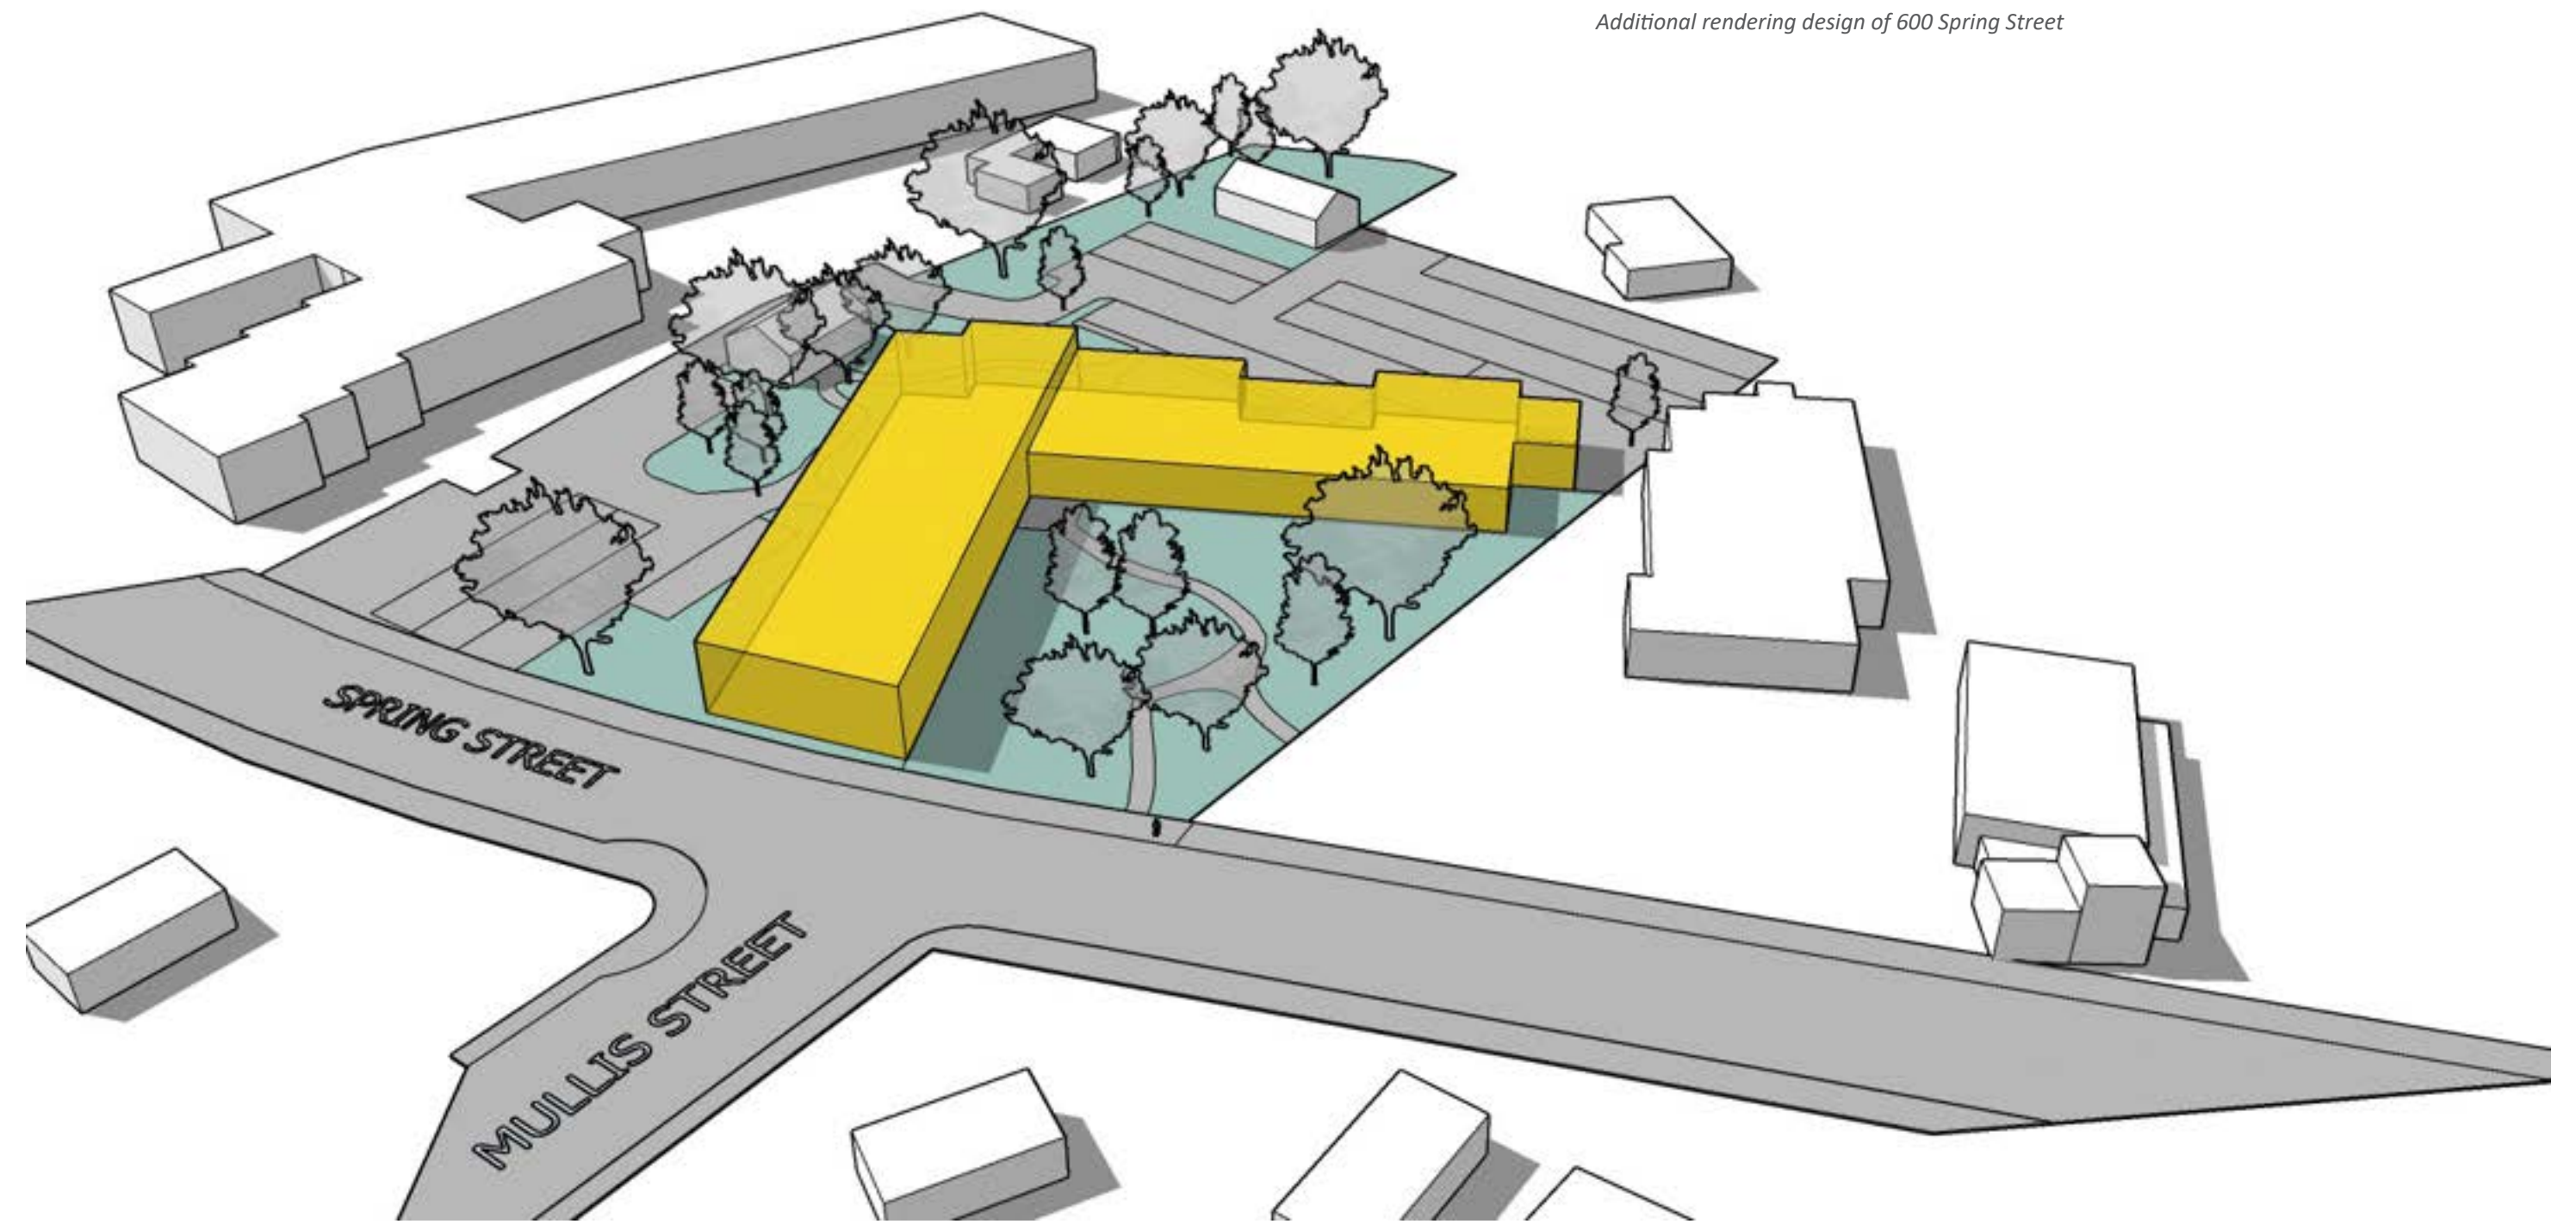 Additional rendering design of 600 Spring Street
SPRING STREET
MULLIS STREET